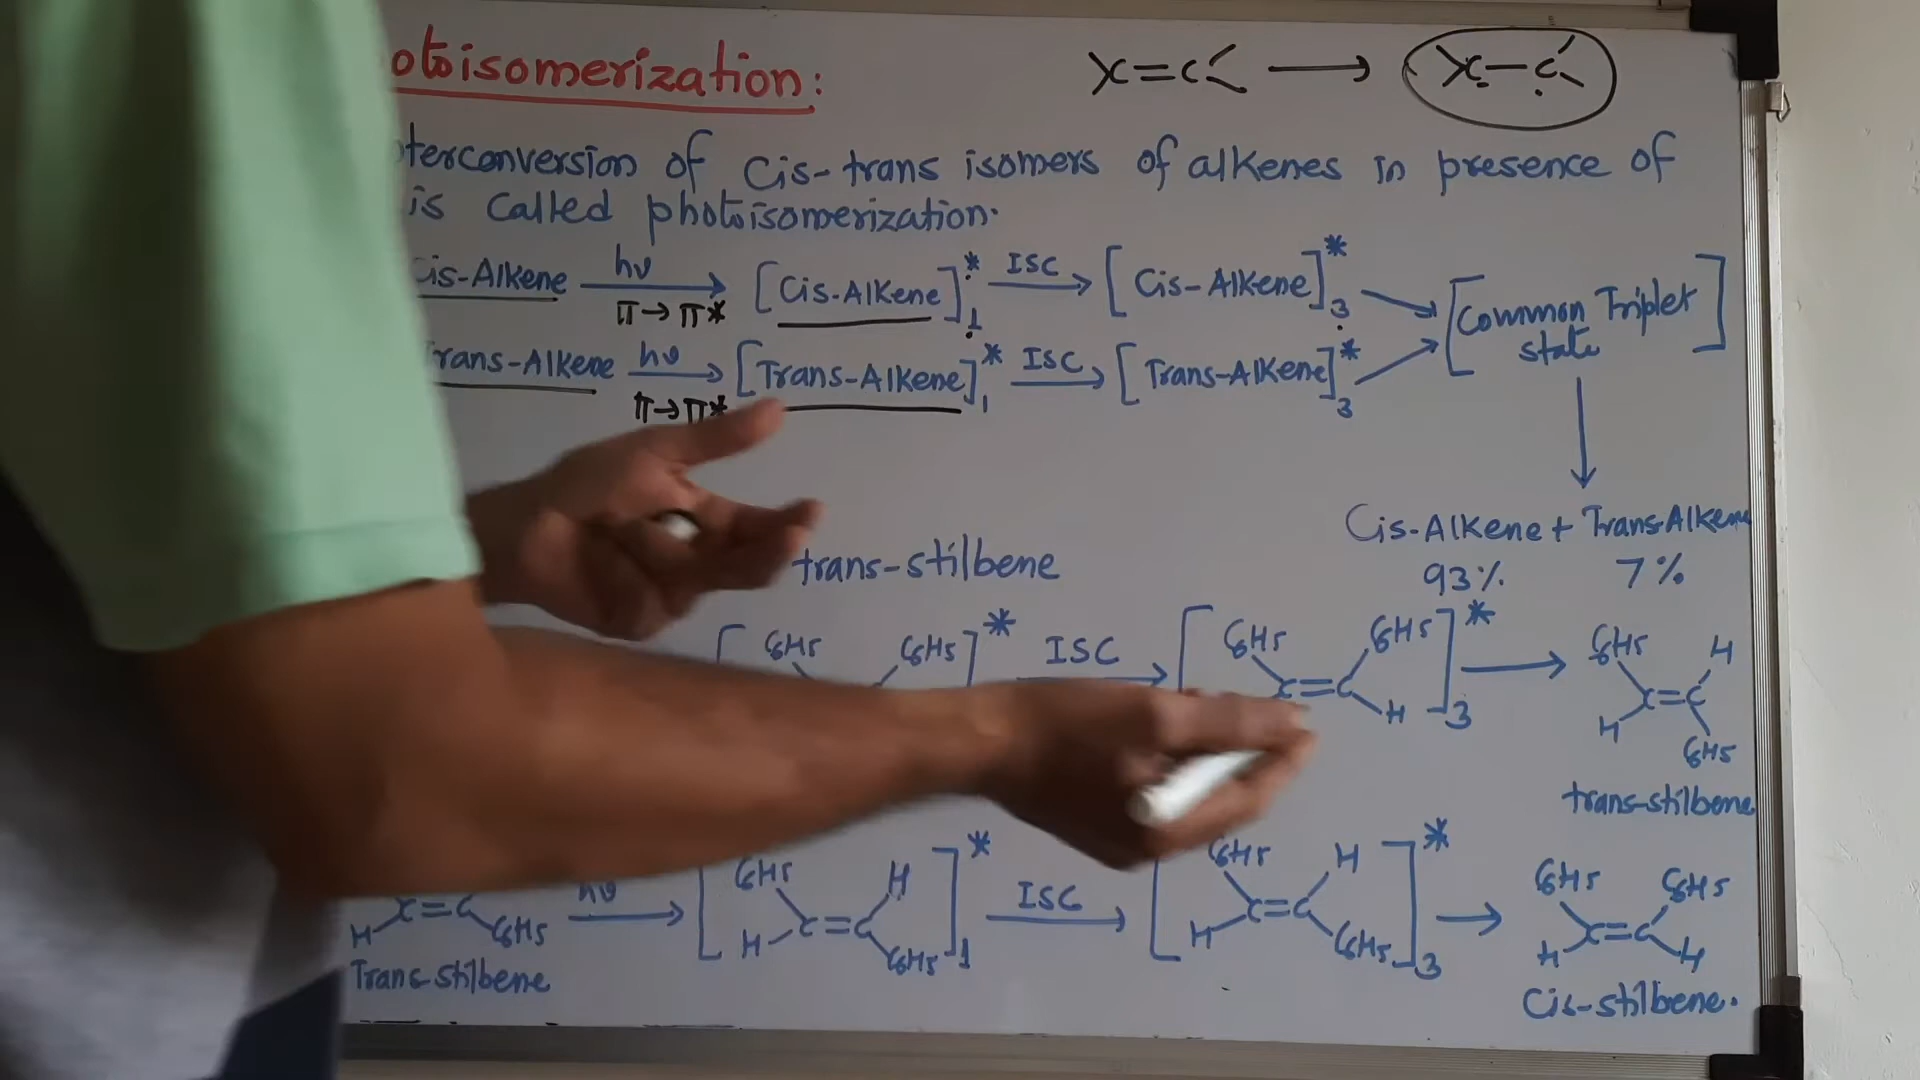 otoisomerization:
>C=C< → >C–C<
terconversion of Cis-trans isomers of alkenes in presence of
is called photoisomerization.
Cis-Alkene hν π→π* [Cis-Alkene]*1 ISC [Cis-Alkene]*3
[Common Triplet state]
Trans-Alkene hν π→π* [Trans-Alkene]*1 ISC [Trans-Alkene]*3
Cis-Alkene + Trans-Alkene
93% 7%
trans-stilbene
[C6H5 C6H5]* ISC [C6H5 C6H5 C=C H]*3 → C6H5 H C=C H C6H5
trans-stilbene
H C=C C6H5 hν [C6H5 H C=C H C6H5]1* ISC [C6H5 H C=C H C6H5]3* → C6H5 C6H5 C=C H H
Trans-stilbene
Cis-stilbene.